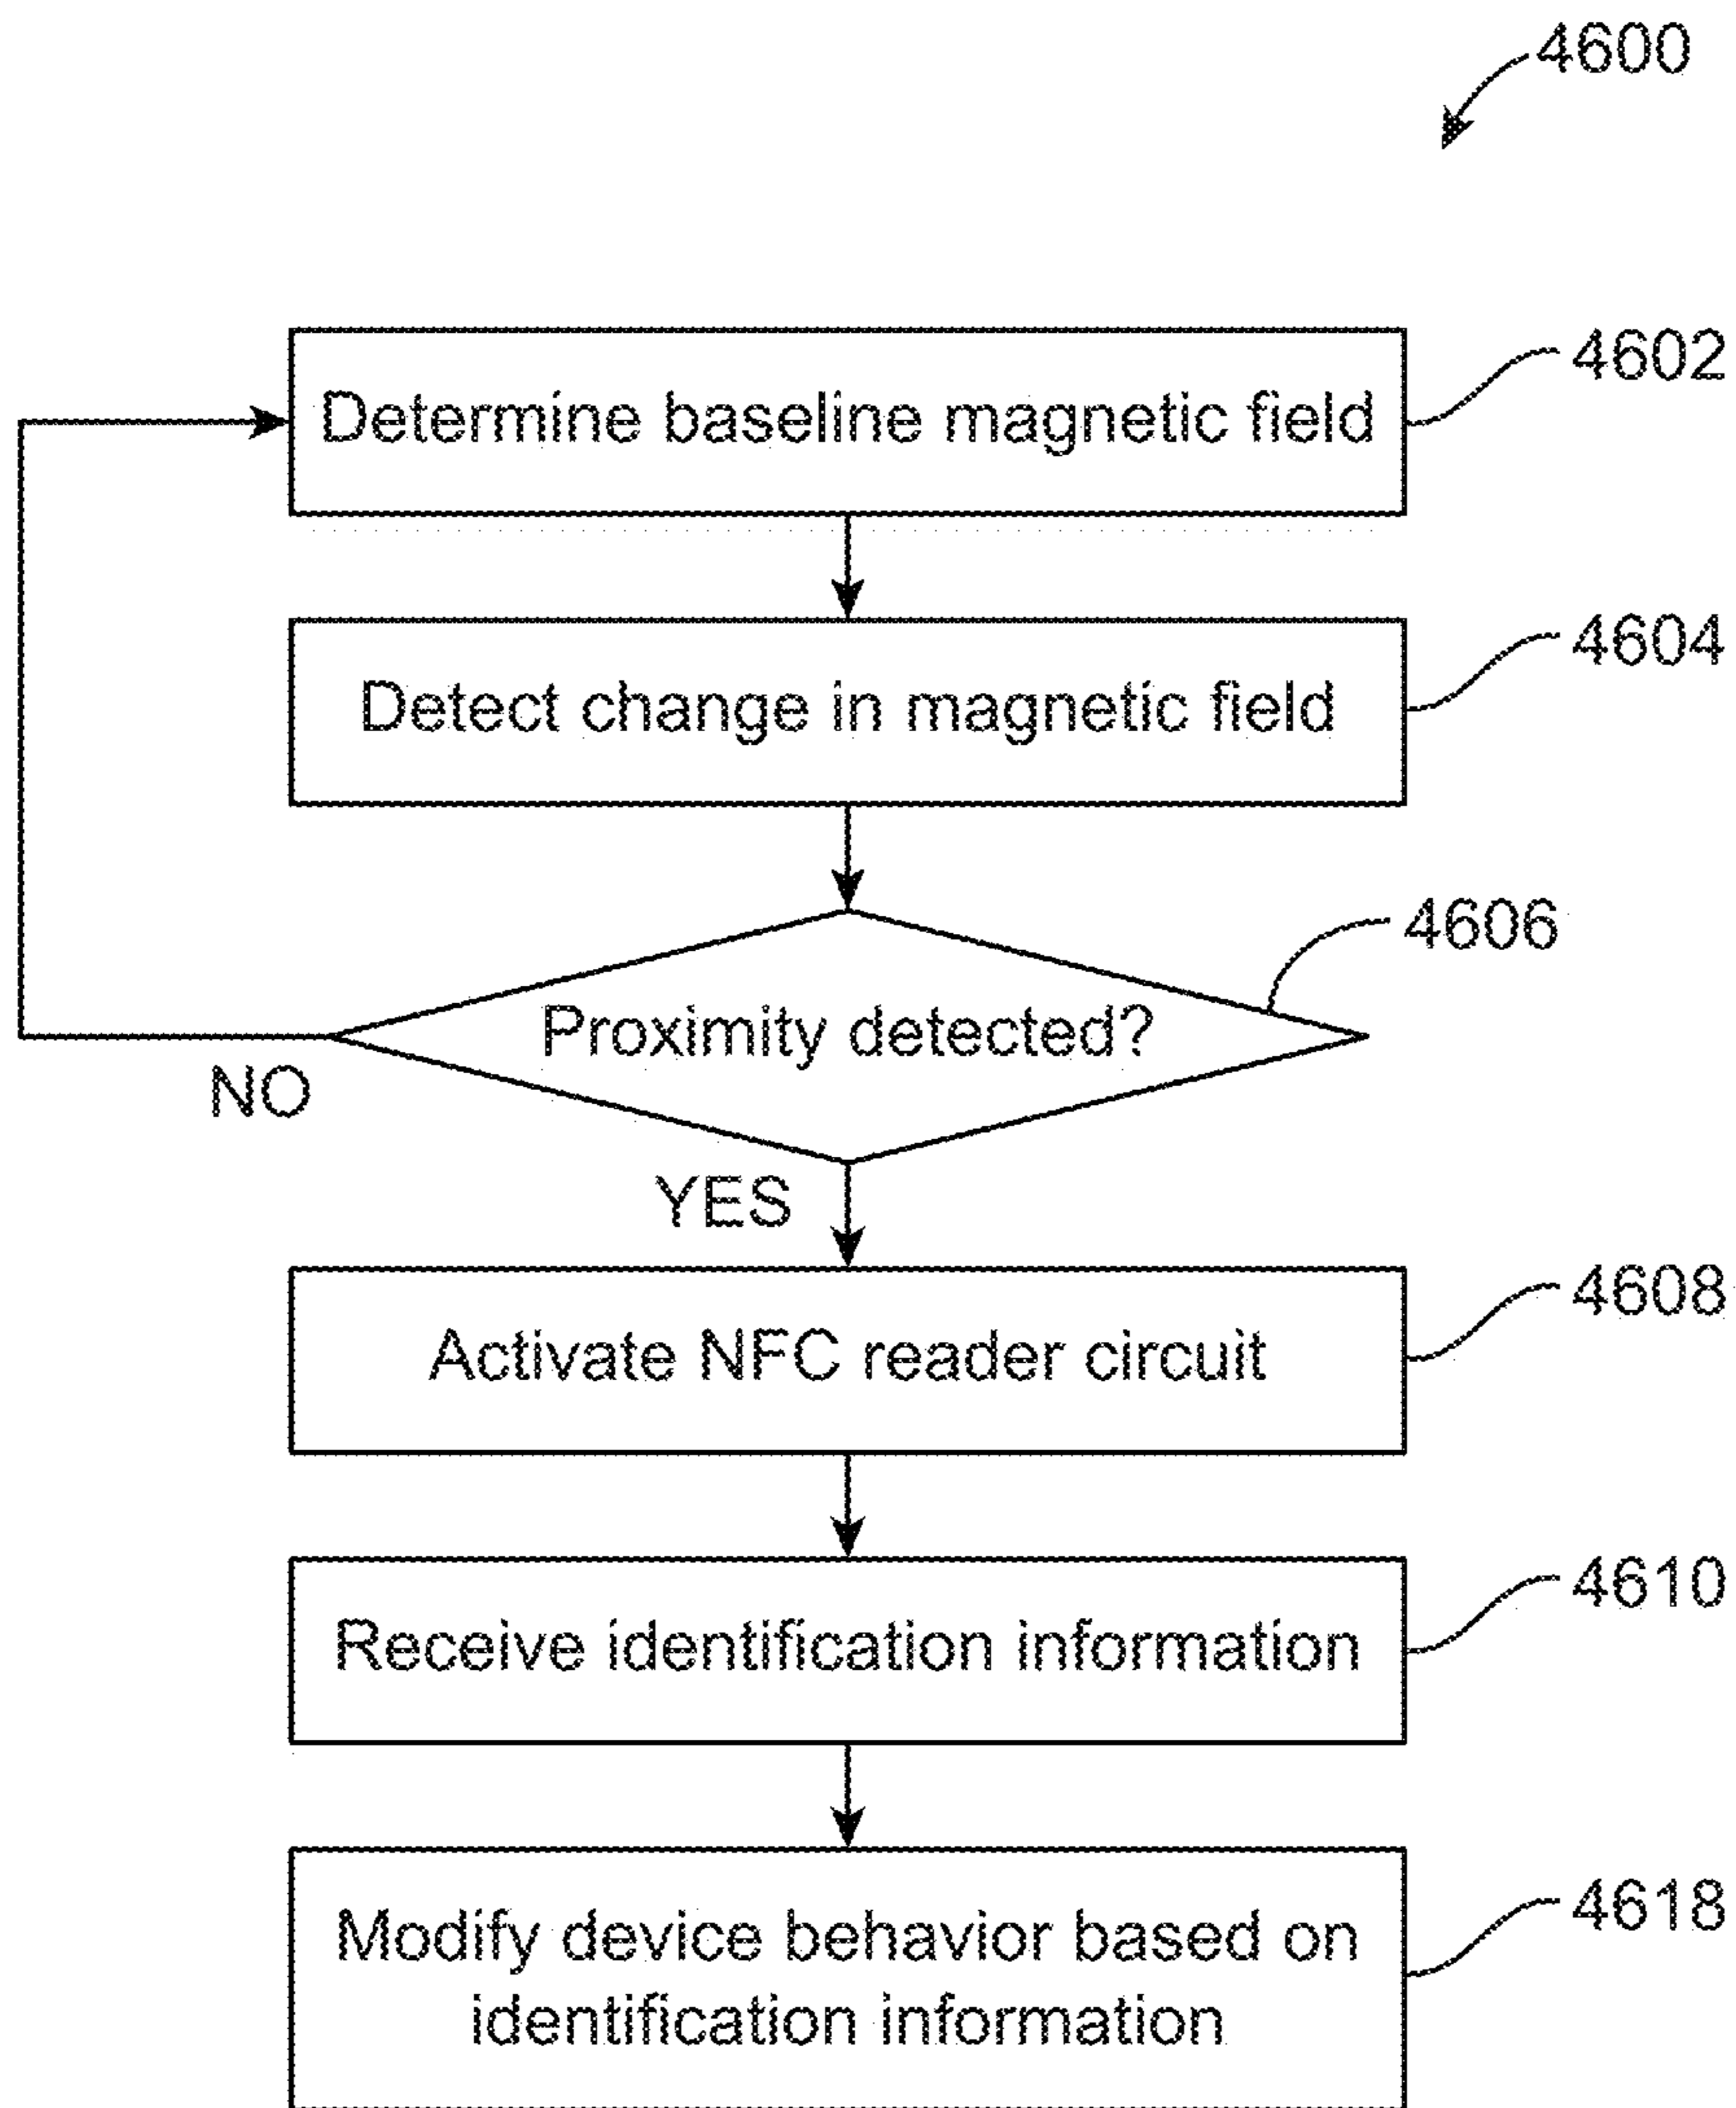 4600
Determine baseline magnetic field
4602
Detect change in magnetic field
4604
4606
Proximity detected?
NO
YES
4608
Activate NFC reader circuit
4610
Receive identification information
4618
Modify device behavior based on
identification information